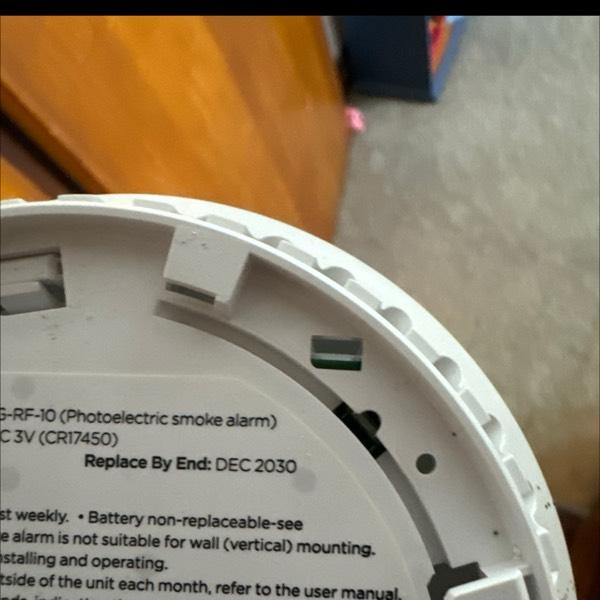 G-RF-10 (Photoelectric smoke alarm)
C 3V (CR17450)
Replace By End: DEC 2030
st weekly. • Battery non-replaceable-see
e alarm is not suitable for wall (vertical) mounting.
nstalling and operating.
tside of the unit each month, refer to the user manual.